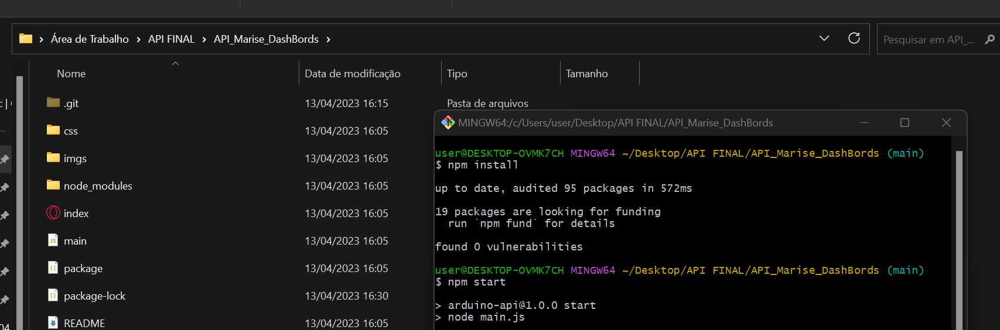 Área de Trabalho > API FINAL > API_Marise_DashBords >
Pesquisar em API_...
Nome Data de modificação Tipo Tamanho
.git 13/04/2023 16:15 Pasta de arquivos
css 13/04/2023 16:05
imgs 13/04/2023 16:05
node_modules 13/04/2023 16:05
index 13/04/2023 16:05
main 13/04/2023 16:05
package 13/04/2023 16:05
package-lock 13/04/2023 16:30
README 13/04/2023 16:05
MINGW64:/c/Users/user/Desktop/API FINAL/API_Marise_DashBords
user@DESKTOP-OVMK7CH MINGW64 ~/Desktop/API FINAL/API_Marise_DashBords (main)
$ npm install
up to date, audited 95 packages in 572ms
19 packages are looking for funding
run `npm fund` for details
found 0 vulnerabilities
user@DESKTOP-OVMK7CH MINGW64 ~/Desktop/API FINAL/API_Marise_DashBords (main)
$ npm start
> arduino-api@1.0.0 start
> node main.js